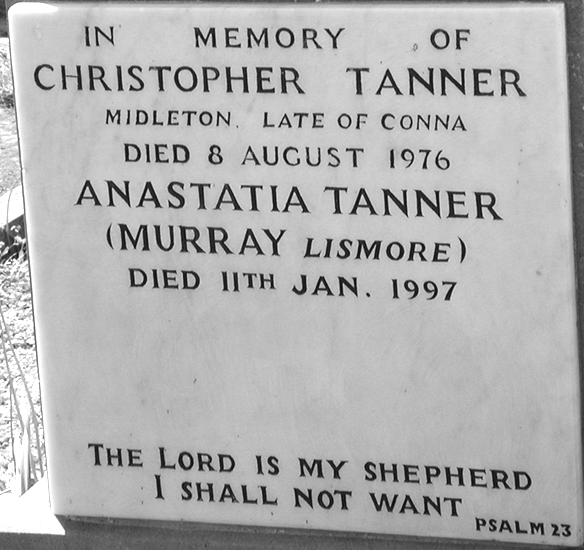 IN MEMORY OF
CHRISTOPHER TANNER
MIDLETON. LATE OF CONNA
DIED 8 AUGUST 1976
ANASTATIA TANNER
(MURRAY LISMORE)
DIED 11TH JAN. 1997
THE LORD IS MY SHEPHERD
I SHALL NOT WANT
PSALM 23